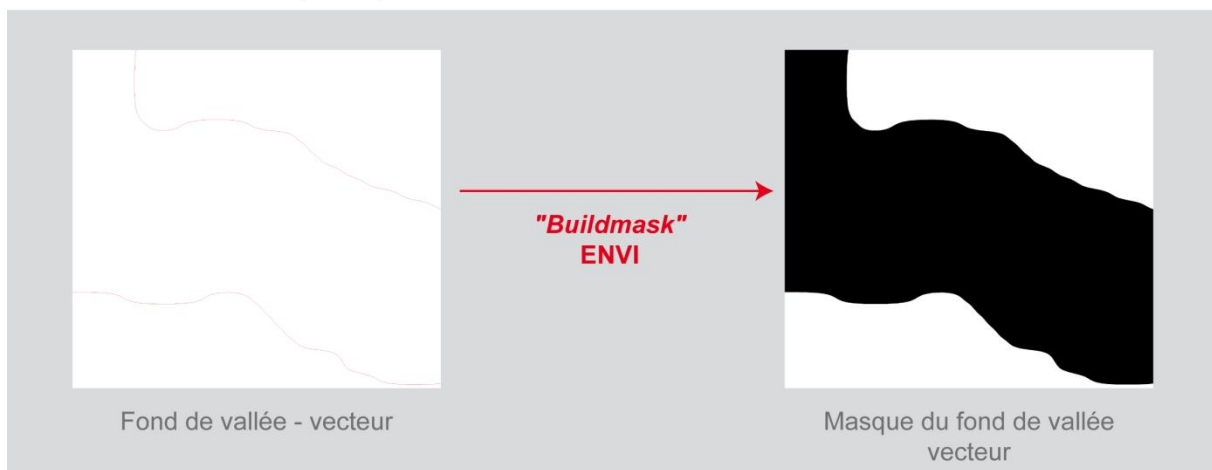 "Buildmask"
ENVI
Fond de vallée - vecteur
Masque du fond de vallée
vecteur